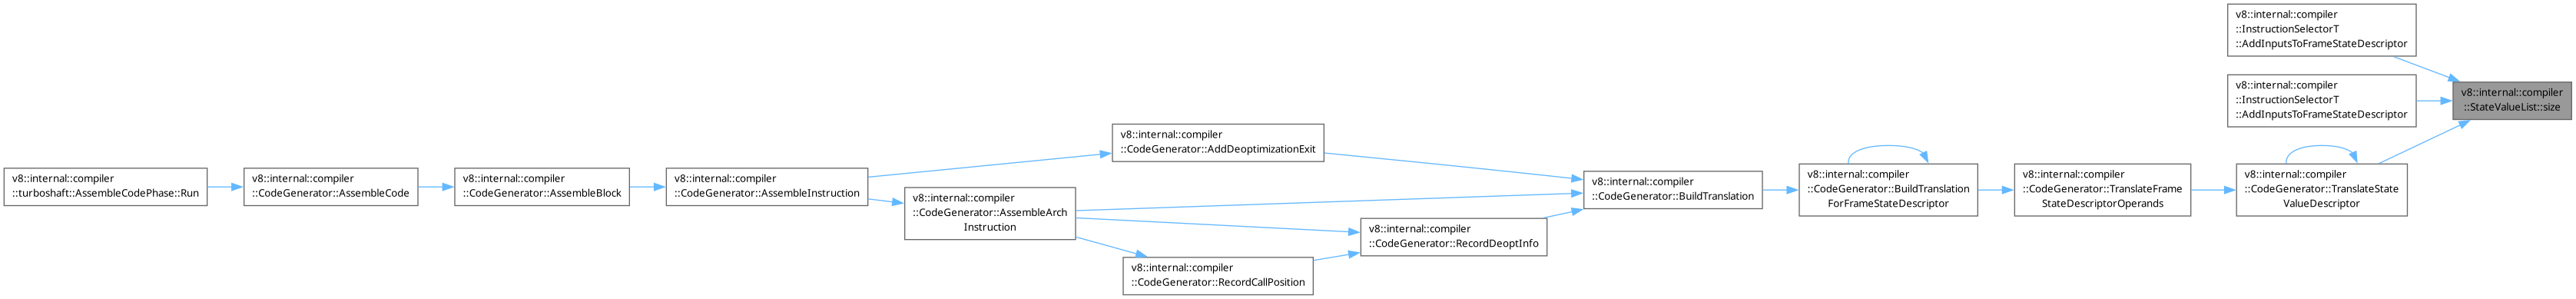 v8::internal::compiler
::InstructionSelectorT
::AddInputsToFrameStateDescriptor
v8::internal::compiler
::InstructionSelectorT
::AddInputsToFrameStateDescriptor
v8::internal::compiler
::StateValueList::size
v8::internal::compiler
::CodeGenerator::AddDeoptimizationExit
v8::internal::compiler
::turboshaft::AssembleCodePhase::Run
v8::internal::compiler
::CodeGenerator::AssembleCode
v8::internal::compiler
::CodeGenerator::AssembleBlock
v8::internal::compiler
::CodeGenerator::AssembleInstruction
v8::internal::compiler
::CodeGenerator::AssembleArch
Instruction
v8::internal::compiler
::CodeGenerator::BuildTranslation
v8::internal::compiler
::CodeGenerator::BuildTranslation
ForFrameStateDescriptor
v8::internal::compiler
::CodeGenerator::TranslateFrame
StateDescriptorOperands
v8::internal::compiler
::CodeGenerator::TranslateState
ValueDescriptor
v8::internal::compiler
::CodeGenerator::RecordDeoptInfo
v8::internal::compiler
::CodeGenerator::RecordCallPosition